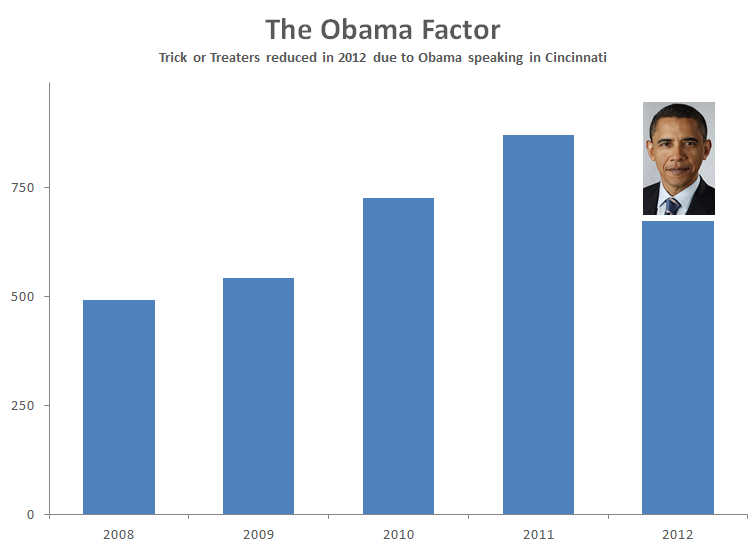 The Obama Factor
Trick or Treaters reduced in 2012 due to Obama speaking in Cincinnati
750
500
250
0
2008 2009 2010 2011 2012